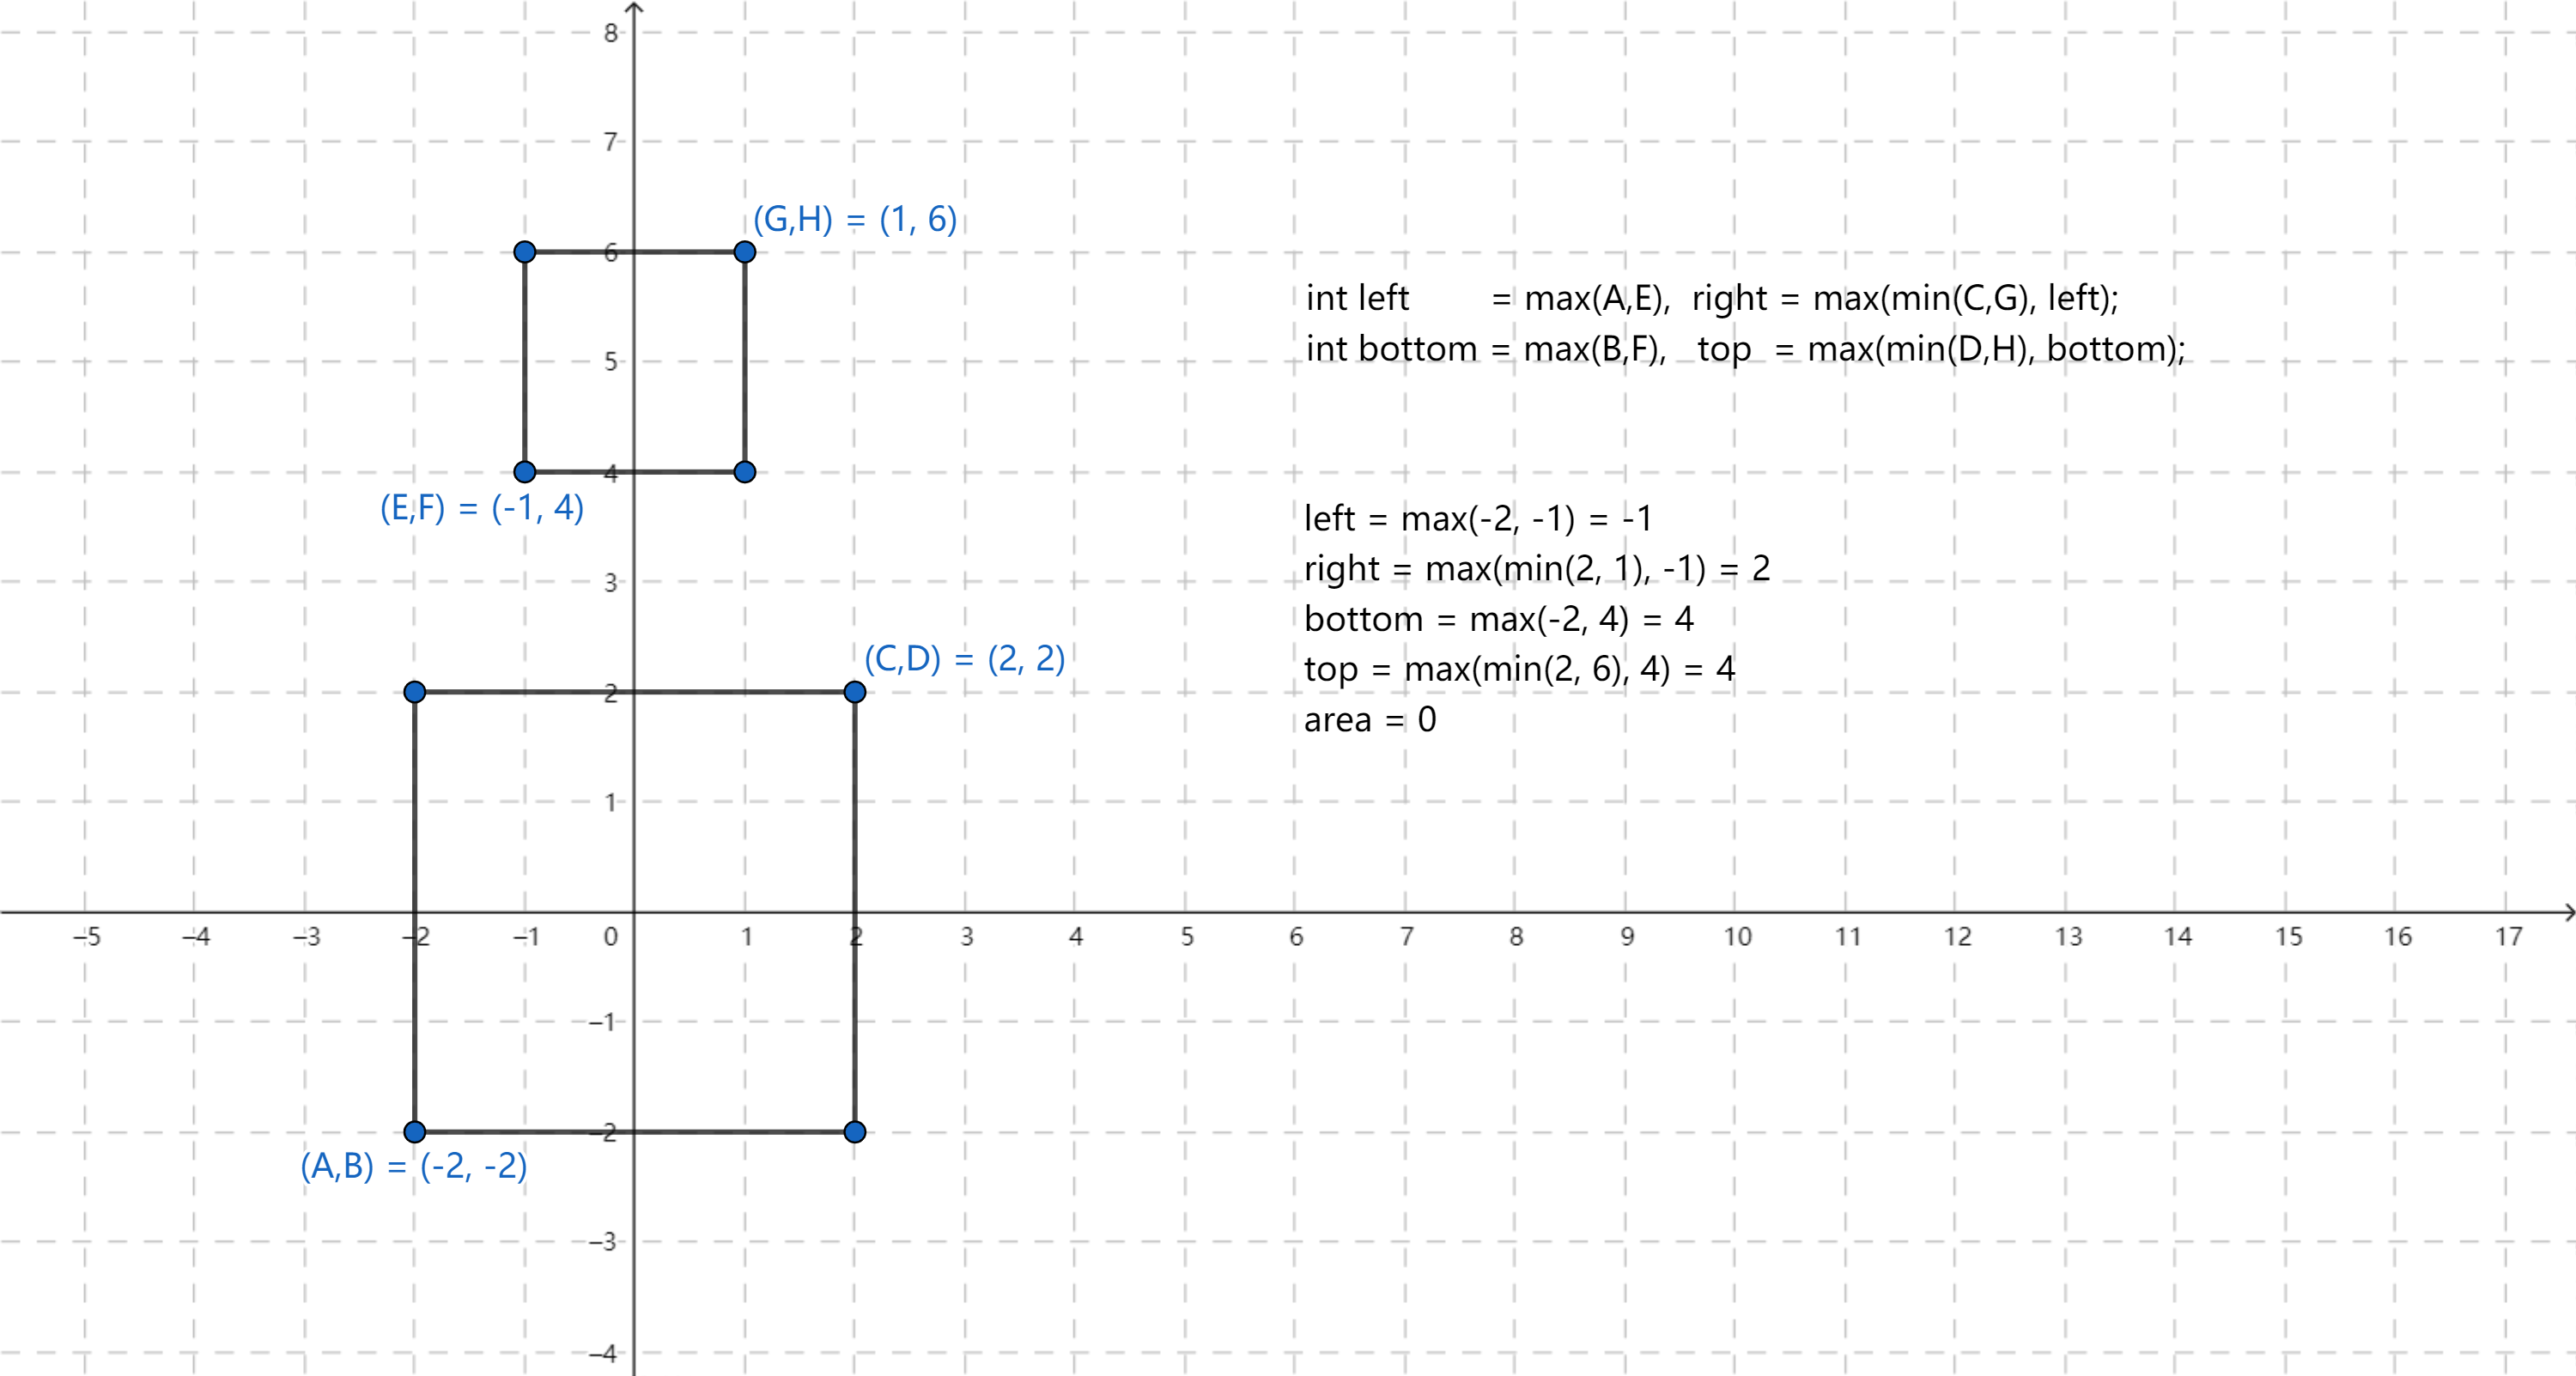 8
7
(G,H) = (1, 6)
6
int left = max(A,E), right = max(min(C,G), left);
int bottom = max(B,F), top = max(min(D,H), bottom);
5
4
(E,F) = (-1, 4)
left = max(-2, -1) = -1
right = max(min(2, 1), -1) = 2
3
bottom = max(-2, 4) = 4
(C,D) = (2, 2)
top = max(min(2, 6), 4) = 4
2
area = 0
1
–5 –4 –3 –2 –1 0 1 2 3 4 5 6 7 8 9 10 11 12 13 14 15 16 17
–1
–2
(A,B) = (-2, -2)
–3
–4